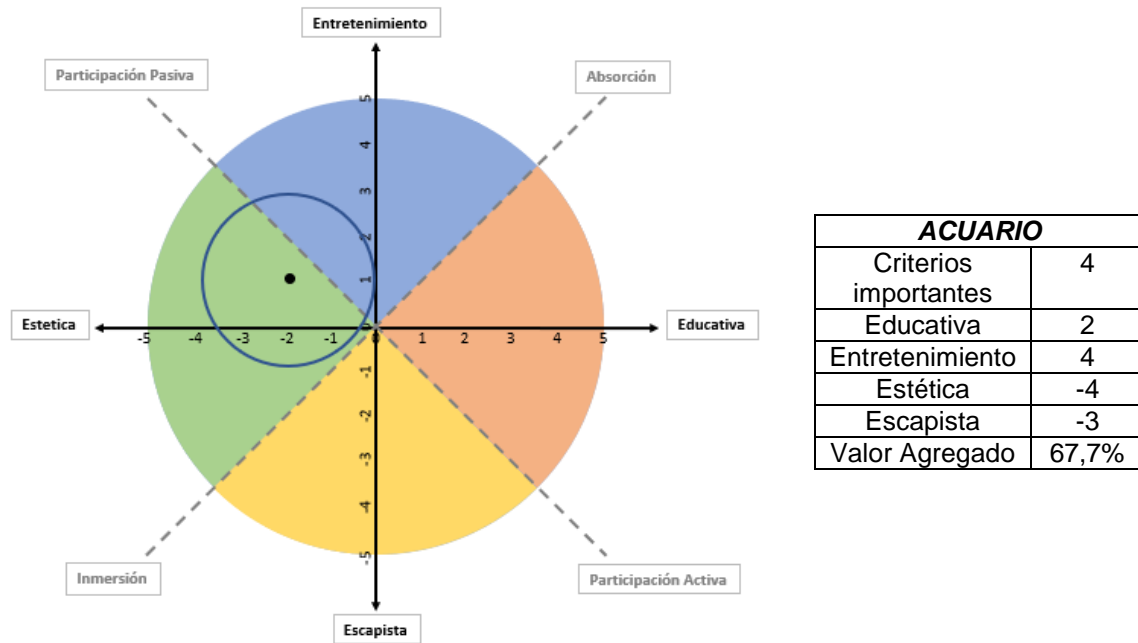 Entretenimiento
Participación Pasiva
Absorción
5
4
3
2
1
0
Estetica
-5 -4 -3 -2 -1 0 1 2 3 4 5
Educativa
-1
-2
-3
-4
-5
Inmersión
Participación Activa
Escapista
ACUARIO
Criterios 4
importantes
Educativa 2
Entretenimiento 4
Estética -4
Escapista -3
Valor Agregado 67,7%